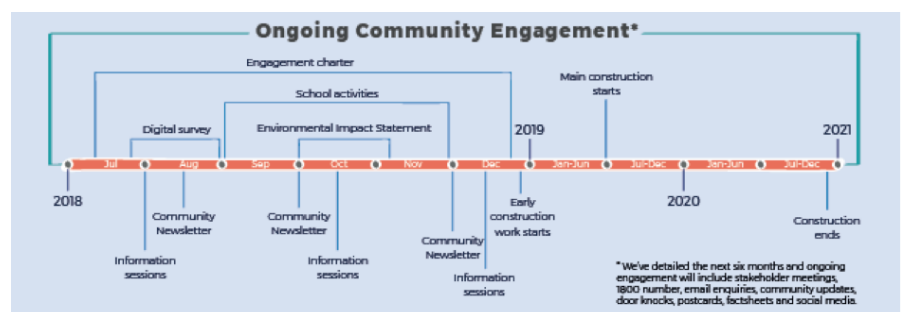 Ongoing Community Engagement*
Engagement charter
Main construction
starts
School activities
Digital survey
Environmental Impact Statement
2019
2021
Jul
Aug
Sep
Oct
Nov
Dec
Jan-Jun
Jul-Dec
Jan-Jun
Jul-Dec
2018
2020
Community
Newsletter
Community
Newsletter
Early
construction
work starts
Construction
ends
Community
Newsletter
Information
sessions
Information
sessions
Information
sessions
*We've detailed the next six months and ongoing
engagement will include stakeholder meetings,
1800 number, email enquiries, community updates,
door knocks, postcards, factsheets and social media.